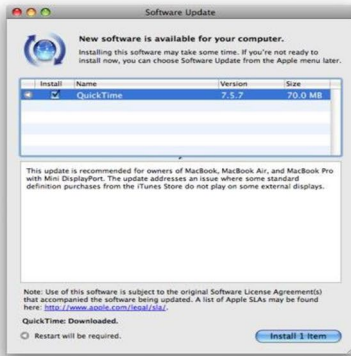 Software Update
New software is available for your computer.
Installing this software may take some time. If you're not ready to
install now, you can choose Software Update from the Apple menu later.
Install Name Version Size
QuickTime 7.5.7 70.0 MB
This update is recommended for owners of MacBook, MacBook Air, and MacBook Pro
with Mini DisplayPort. The update addresses an issue where some standard
definition purchases from the iTunes Store do not play on some external displays.
Note: Use of this software is subject to the original Software License Agreement(s)
that accompanied the software being updated. A list of Apple SLAs may be found
here: http://www.apple.com/legal/sla/.
QuickTime: Downloaded.
Restart will be required. Install 1 Item